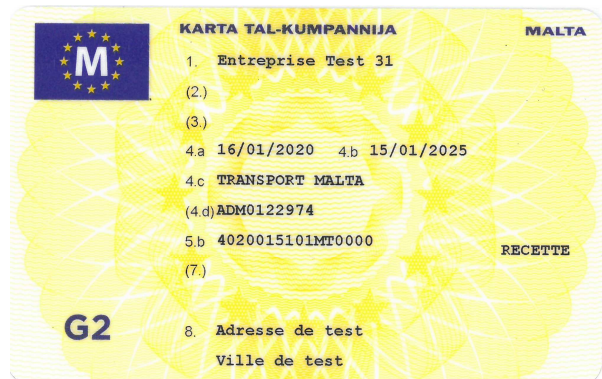 KARTA TAL-KUMPANNIJA MALTA
M
1. Entreprise Test 31
(2.)
(3.)
4.a 16/01/2020 4.b 15/01/2025
4.c TRANSPORT MALTA
(4.d) ADM0122974
5.b 4020015101MT0000
RECETTE
(7.)
G2
8. Adresse de test
Ville de test